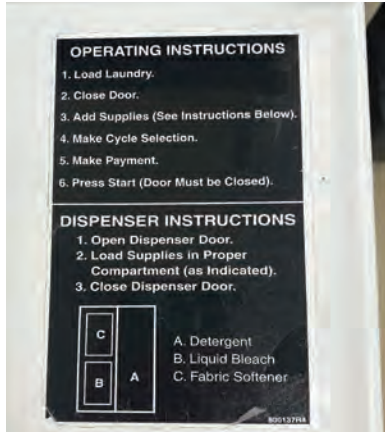 OPERATING INSTRUCTIONS
1. Load Laundry.
2. Close Door.
3. Add Supplies (See Instructions Below).
4. Make Cycle Selection.
5. Make Payment.
6. Press Start (Door Must be Closed).
DISPENSER INSTRUCTIONS
1. Open Dispenser Door.
2. Load Supplies in Proper
Compartment (as Indicated).
3. Close Dispenser Door.
C
B
A
A. Detergent
B. Liquid Bleach
C. Fabric Softener